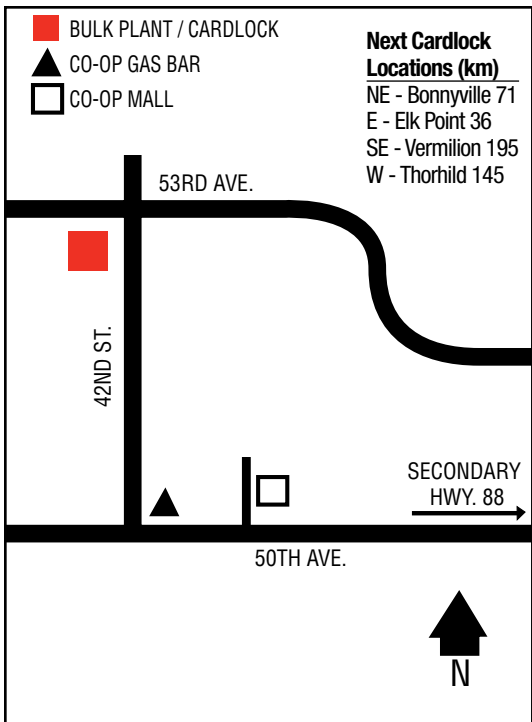 BULK PLANT / CARDLOCK
CO-OP GAS BAR
CO-OP MALL
Next Cardlock
Locations (km)
NE - Bonnyville 71
E - Elk Point 36
SE - Vermilion 195
W - Thorhild 145
53RD AVE.
42ND ST.
SECONDARY
HWY. 88
50TH AVE.
N